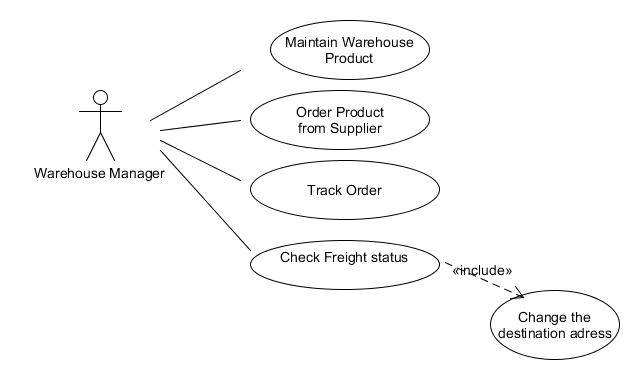 Maintain Warehouse
Product
Order Product
from Supplier
Warehouse Manager
Track Order
Check Freight status
«include»
Change the
destination adress